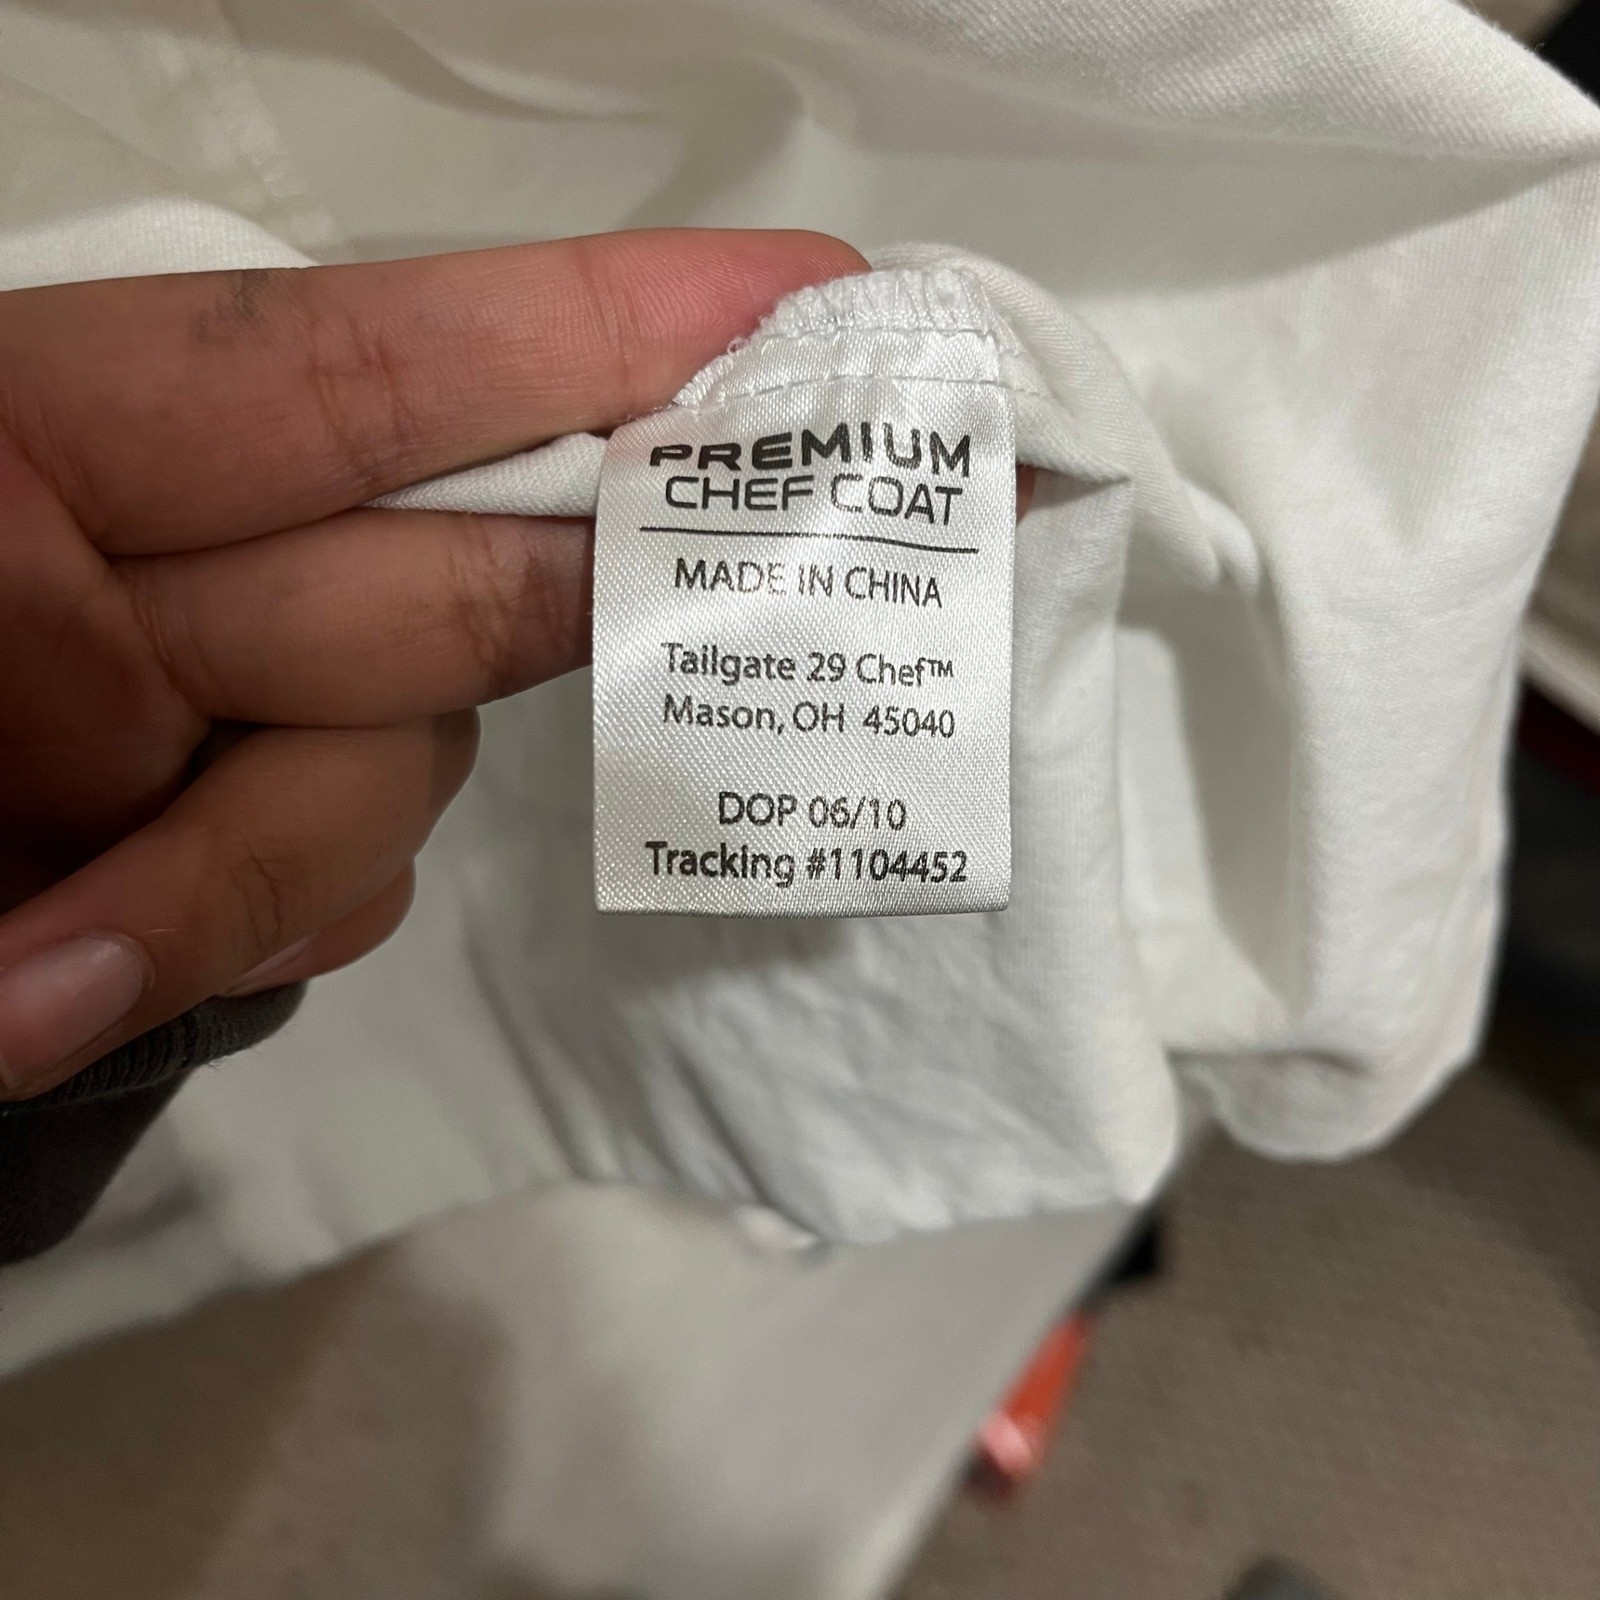 PREMIUM
CHEF COAT
MADE IN CHINA
Tailgate 29 Chef™
Mason, OH 45040
DOP 06/10
Tracking #1104452